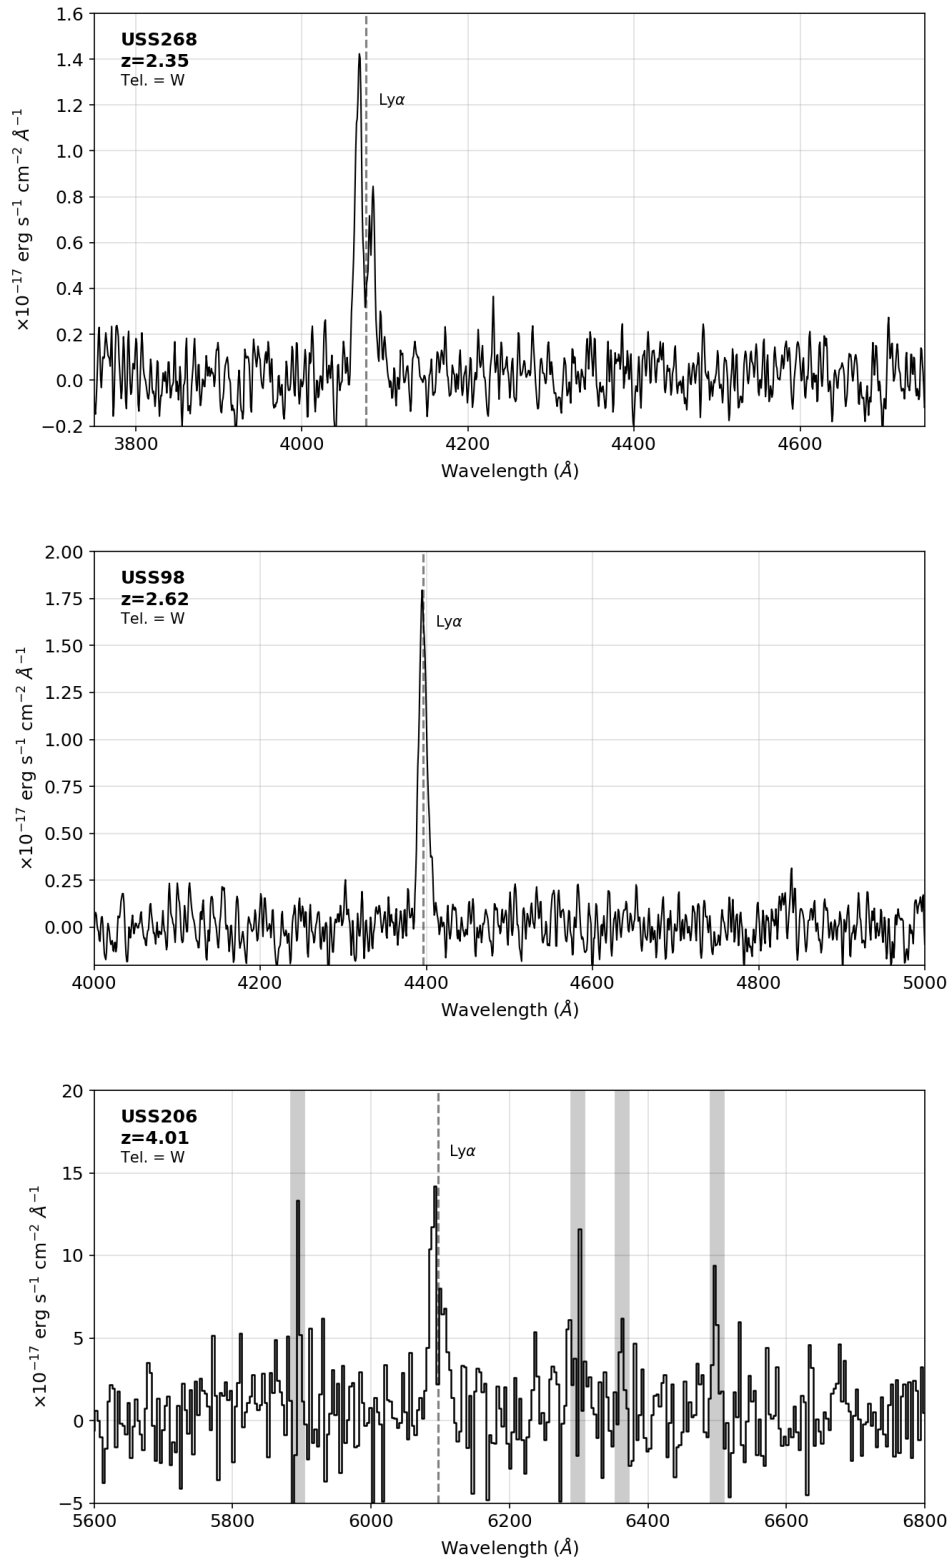 USS268
z=2.35
Tel. = W
Lyα
×10⁻¹⁷ erg s⁻¹ cm⁻² Å⁻¹
1.6
1.4
1.2
1.0
0.8
0.6
0.4
0.2
0.0
−0.2
3800 4000 4200 4400 4600
Wavelength (Å)
USS98
z=2.62
Tel. = W
Lyα
×10⁻¹⁷ erg s⁻¹ cm⁻² Å⁻¹
2.00
1.75
1.50
1.25
1.00
0.75
0.50
0.25
0.00
4000 4200 4400 4600 4800 5000
Wavelength (Å)
USS206
z=4.01
Tel. = W
Lyα
×10⁻¹⁷ erg s⁻¹ cm⁻² Å⁻¹
20
15
10
5
0
−5
5600 5800 6000 6200 6400 6600 6800
Wavelength (Å)